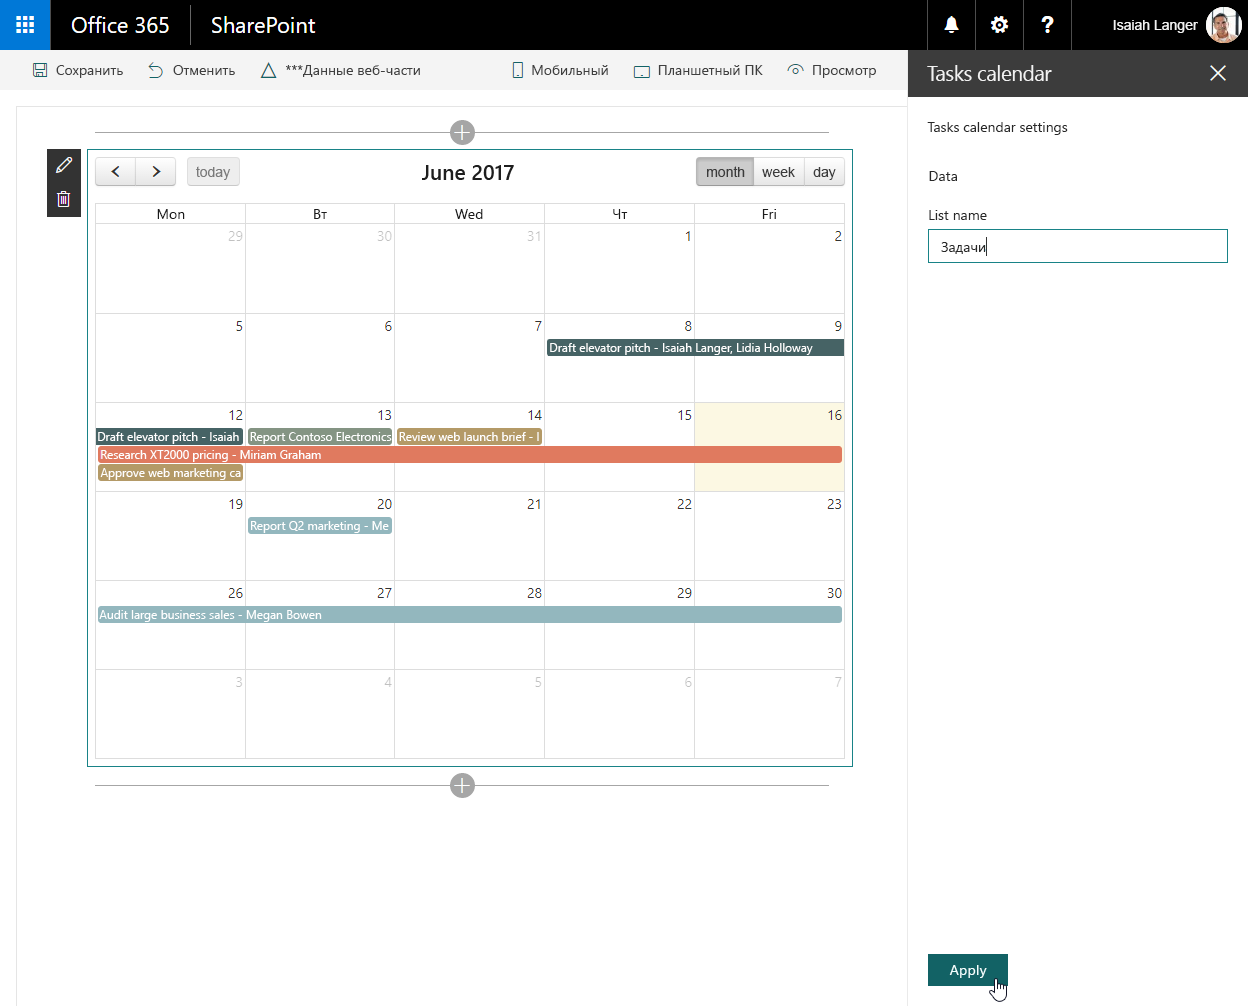 Office 365 SharePoint Isaiah Langer
Сохранить Отменить ***Данные веб-части Мобильный Планшетный ПК Просмотр
Tasks calendar
Tasks calendar settings
Data
List name
Задачи
Apply
today June 2017 month week day
Mon Вт Wed Чт Fri
29 30 31 1 2
5 6 7 8 9
Draft elevator pitch - Isaiah Langer, Lidia Holloway
12 13 14 15 16
Draft elevator pitch - Isaiah Report Contoso Electronics Review web launch brief - I
Research XT2000 pricing - Miriam Graham
Approve web marketing ca
19 20 21 22 23
Report Q2 marketing - Me
26 27 28 29 30
Audit large business sales - Megan Bowen
3 4 5 6 7